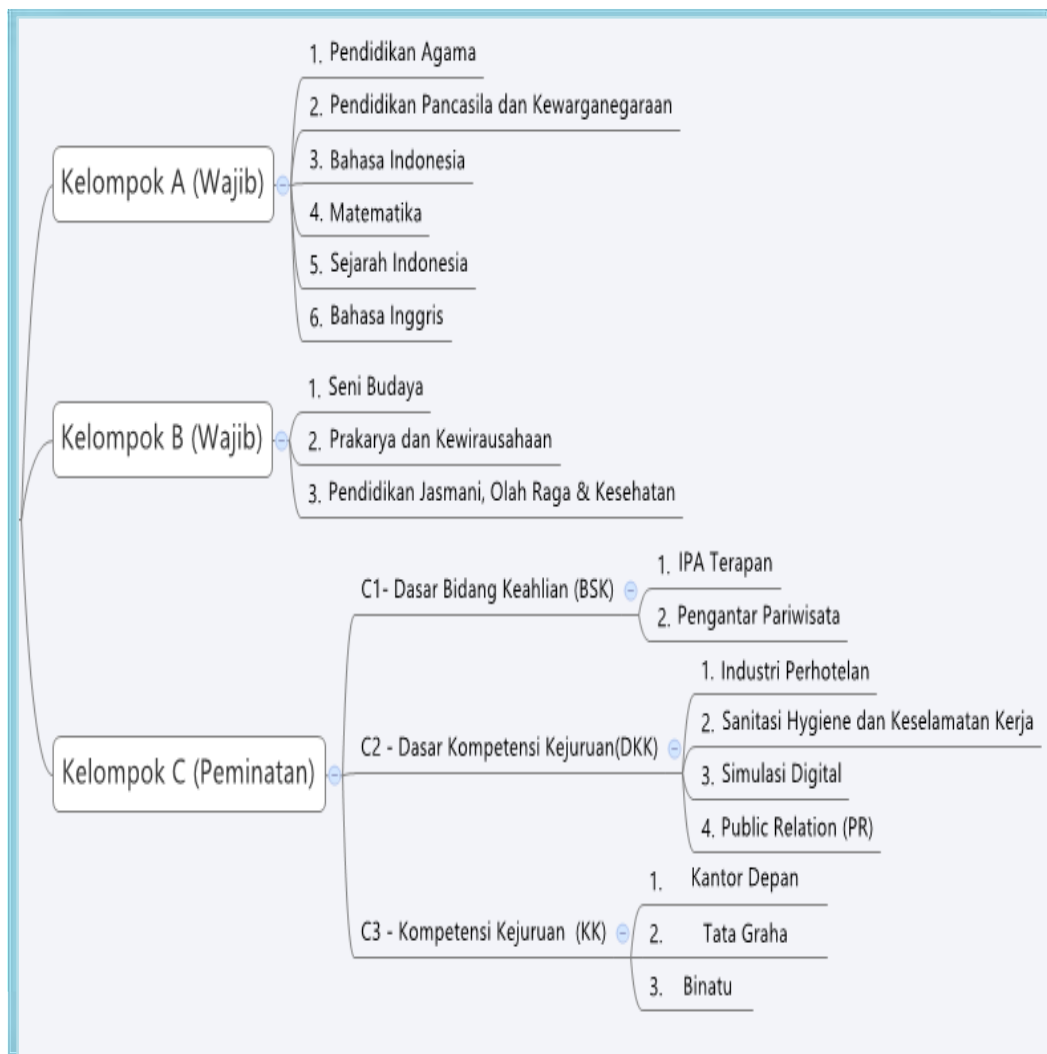 Kelompok A (Wajib)
1. Pendidikan Agama
2. Pendidikan Pancasila dan Kewarganegaraan
3. Bahasa Indonesia
4. Matematika
5. Sejarah Indonesia
6. Bahasa Inggris
Kelompok B (Wajib)
1. Seni Budaya
2. Prakarya dan Kewirausahaan
3. Pendidikan Jasmani, Olah Raga & Kesehatan
Kelompok C (Peminatan)
C1- Dasar Bidang Keahlian (BSK)
1. IPA Terapan
2. Pengantar Pariwisata
C2 - Dasar Kompetensi Kejuruan(DKK)
1. Industri Perhotelan
2. Sanitasi Hygiene dan Keselamatan Kerja
3. Simulasi Digital
4. Public Relation (PR)
C3 - Kompetensi Kejuruan (KK)
1. Kantor Depan
2. Tata Graha
3. Binatu